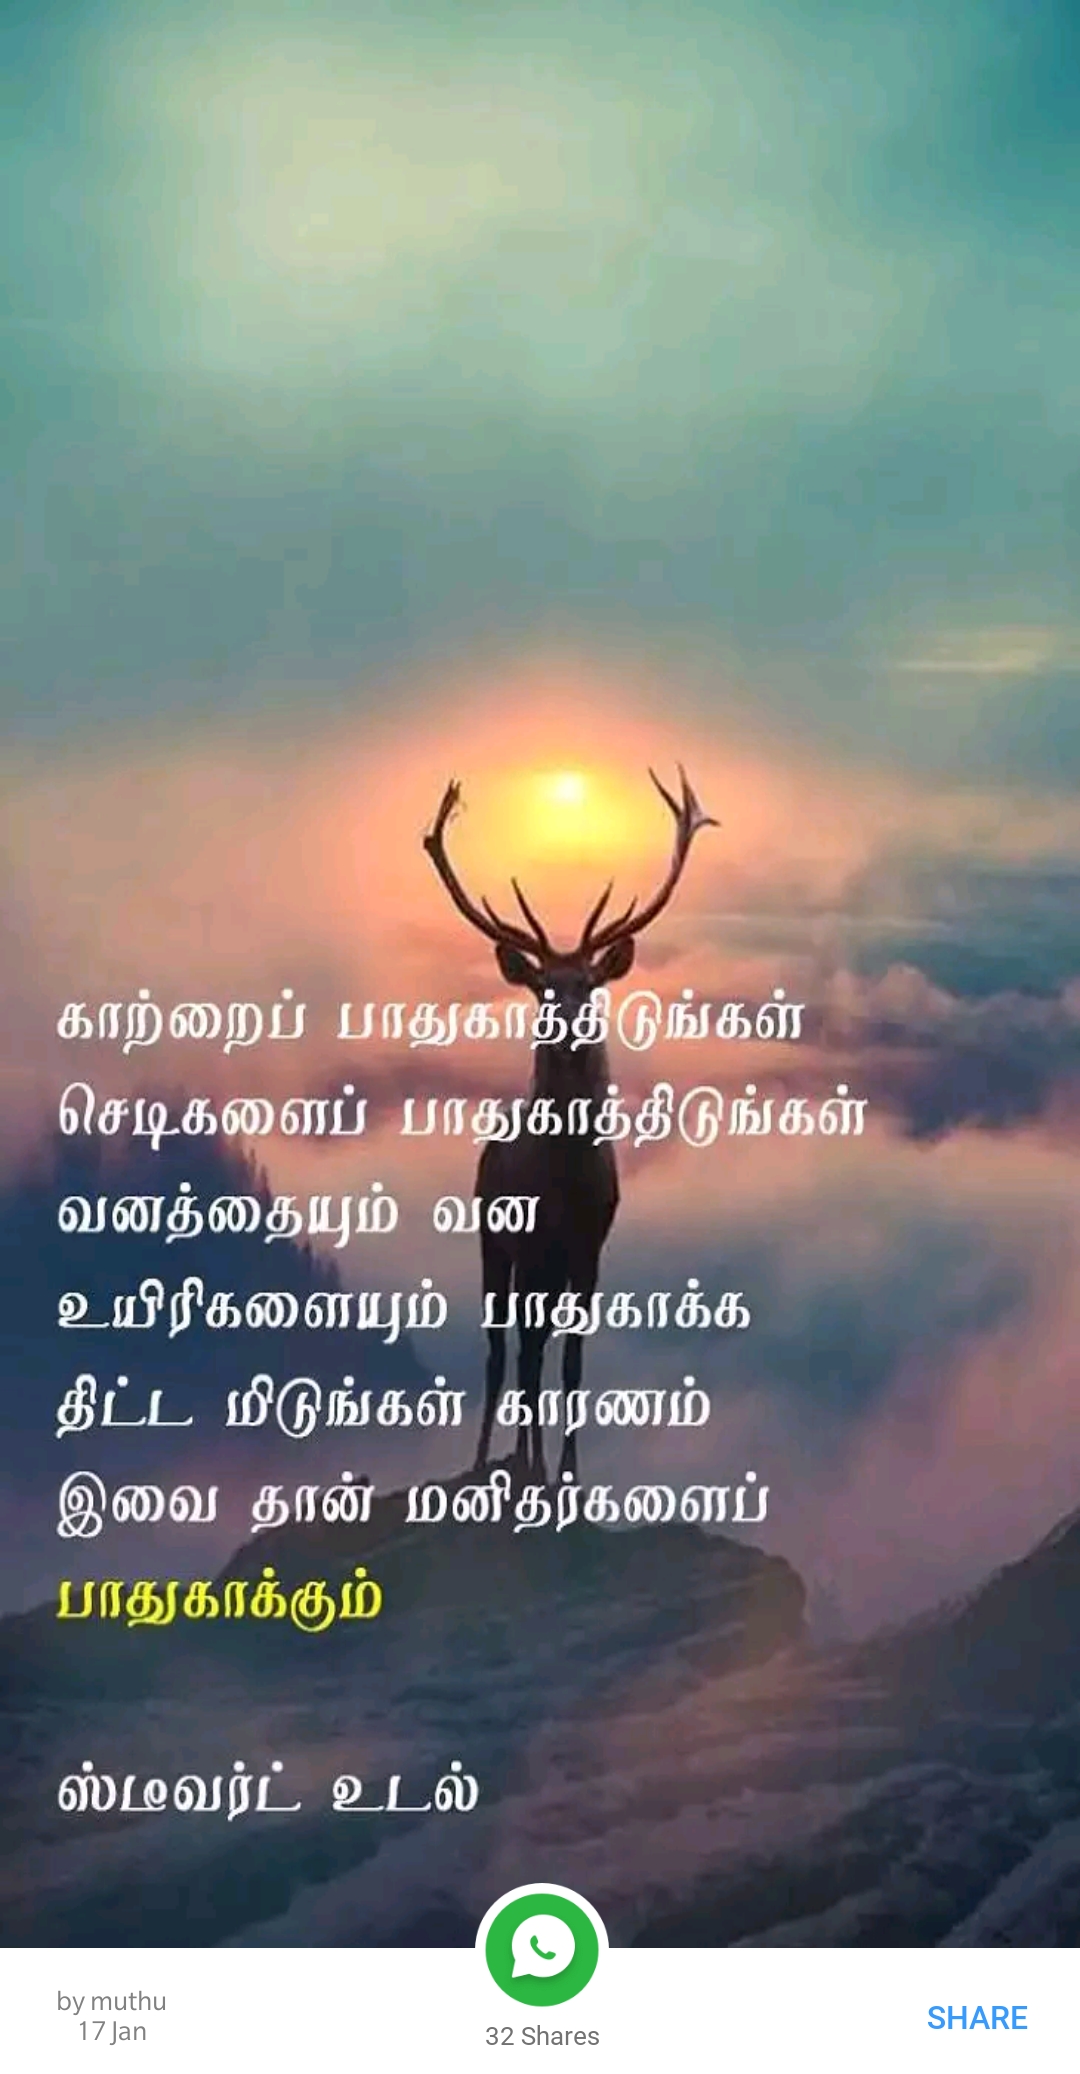 காற்றைப் பாதுகாத்திடுங்கள்
செடிகளைப் பாதுகாத்திடுங்கள்
வனத்தையும் வன
உயிரிகளையும் பாதுகாக்க
திட்ட மிடுங்கள் காரணம்
இவை தான் மனிதர்களைப்
பாதுகாக்கும்
ஸ்டீவர்ட் உடல்
by muthu
17 Jan
32 Shares
SHARE